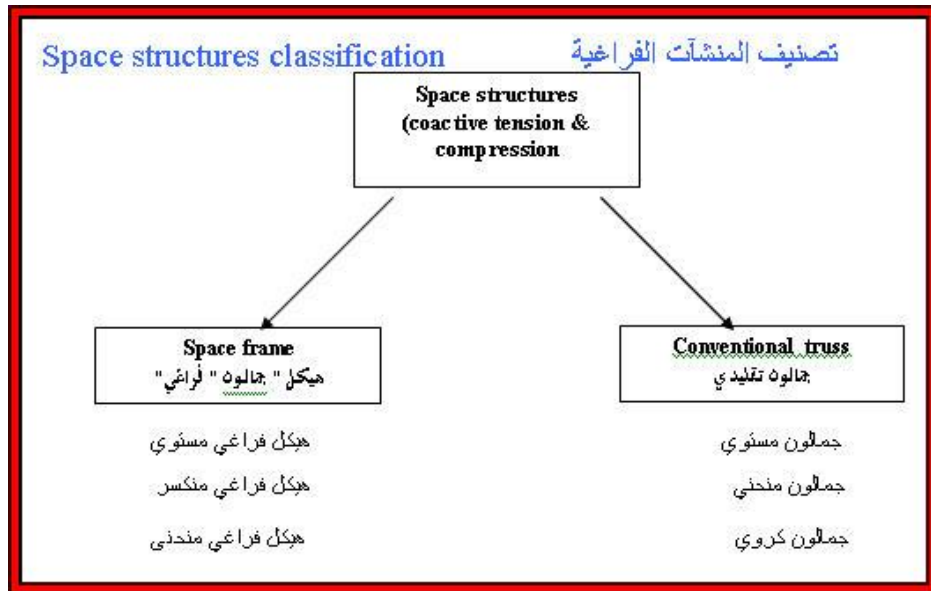 Space structures classification
تصنيف المنشآت الفراغية
Space structures
(coactive tension &
compression
Space frame
هيكل " جمالون " فراغي"
Conventional truss
جمالون تقليدي
هيكل فراغي مستوي
هيكل فراغي منكسر
هيكل فراغي منحنى
جمالون مستوي
جمالون منحني
جمالون كروي